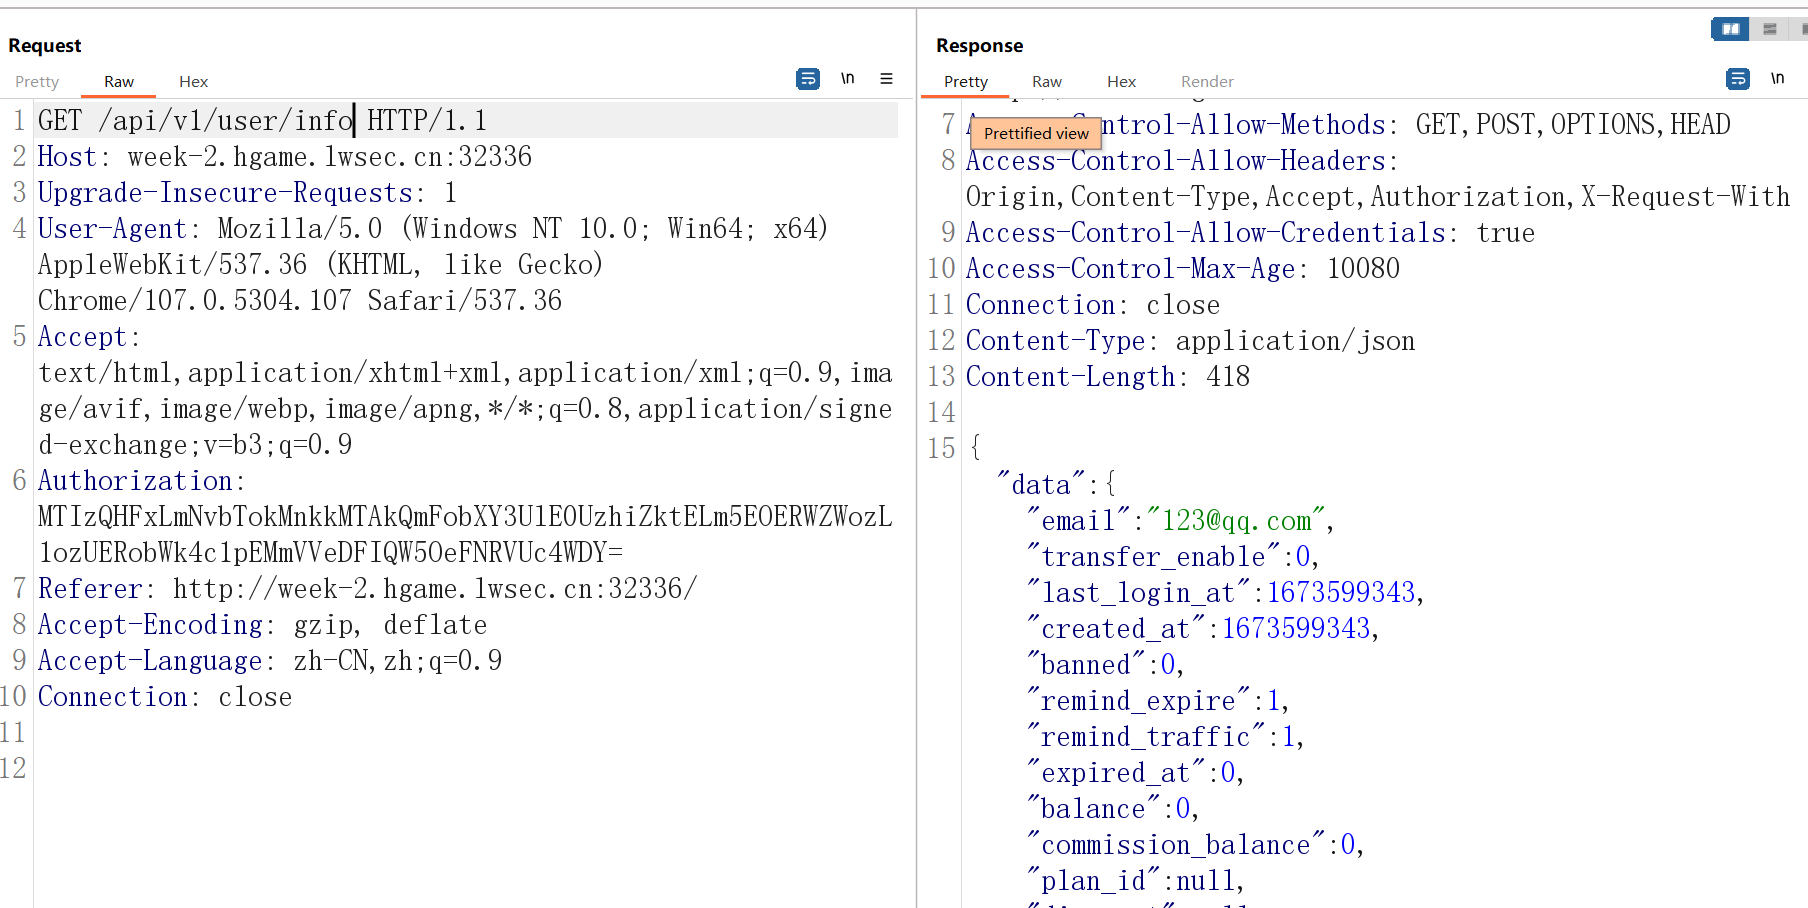 Request
Pretty Raw Hex \n
1 GET /api/v1/user/info HTTP/1.1
2 Host: week-2.hgame.lwsec.cn:32336
3 Upgrade-Insecure-Requests: 1
4 User-Agent: Mozilla/5.0 (Windows NT 10.0; Win64; x64)
AppleWebKit/537.36 (KHTML, like Gecko)
Chrome/107.0.5304.107 Safari/537.36
5 Accept:
text/html,application/xhtml+xml,application/xml;q=0.9,ima
ge/avif,image/webp,image/apng,*/*;q=0.8,application/signe
d-exchange;v=b3;q=0.9
6 Authorization:
MTIzQHFxLmNvbTokMnkkMTAkQmFobXY3UlE0UzhiZktELm5EOERWZWozL
1ozUERobWk4c1pEMmVVeDFIQW5OeFNRVUc4WDY=
7 Referer: http://week-2.hgame.lwsec.cn:32336/
8 Accept-Encoding: gzip, deflate
9 Accept-Language: zh-CN,zh;q=0.9
10 Connection: close
11
12
Response
Pretty Raw Hex Render \n
Prettified view
7 ntrol-Allow-Methods: GET,POST,OPTIONS,HEAD
8 Access-Control-Allow-Headers:
Origin,Content-Type,Accept,Authorization,X-Request-With
9 Access-Control-Allow-Credentials: true
10 Access-Control-Max-Age: 10080
11 Connection: close
12 Content-Type: application/json
13 Content-Length: 418
14
15 {
"data":{
"email":"123@qq.com",
"transfer_enable":0,
"last_login_at":1673599343,
"created_at":1673599343,
"banned":0,
"remind_expire":1,
"remind_traffic":1,
"expired_at":0,
"balance":0,
"commission_balance":0,
"plan_id":null,